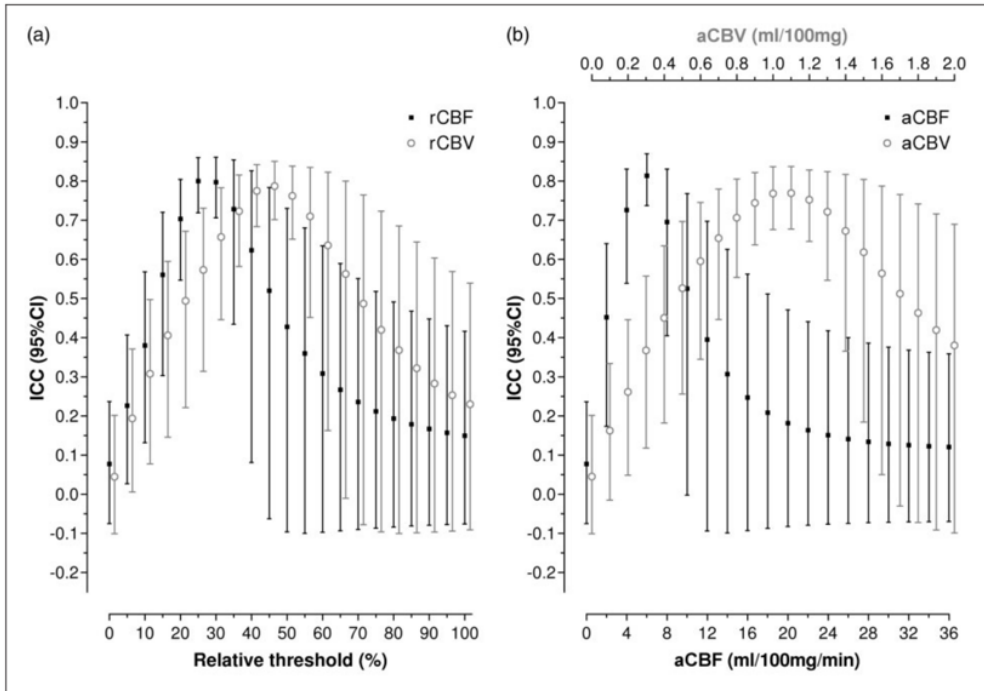 (a)
ICC (95%CI)
1.0
0.9
0.8
0.7
0.6
0.5
0.4
0.3
0.2
0.1
0.0
-0.1
-0.2
rCBF
rCBV
0 10 20 30 40 50 60 70 80 90 100
Relative threshold (%)
(b)
aCBV (ml/100mg)
0.0 0.2 0.4 0.6 0.8 1.0 1.2 1.4 1.6 1.8 2.0
ICC (95%CI)
1.0
0.9
0.8
0.7
0.6
0.5
0.4
0.3
0.2
0.1
0.0
-0.1
-0.2
aCBF
aCBV
0 4 8 12 16 20 24 28 32 36
aCBF (ml/100mg/min)